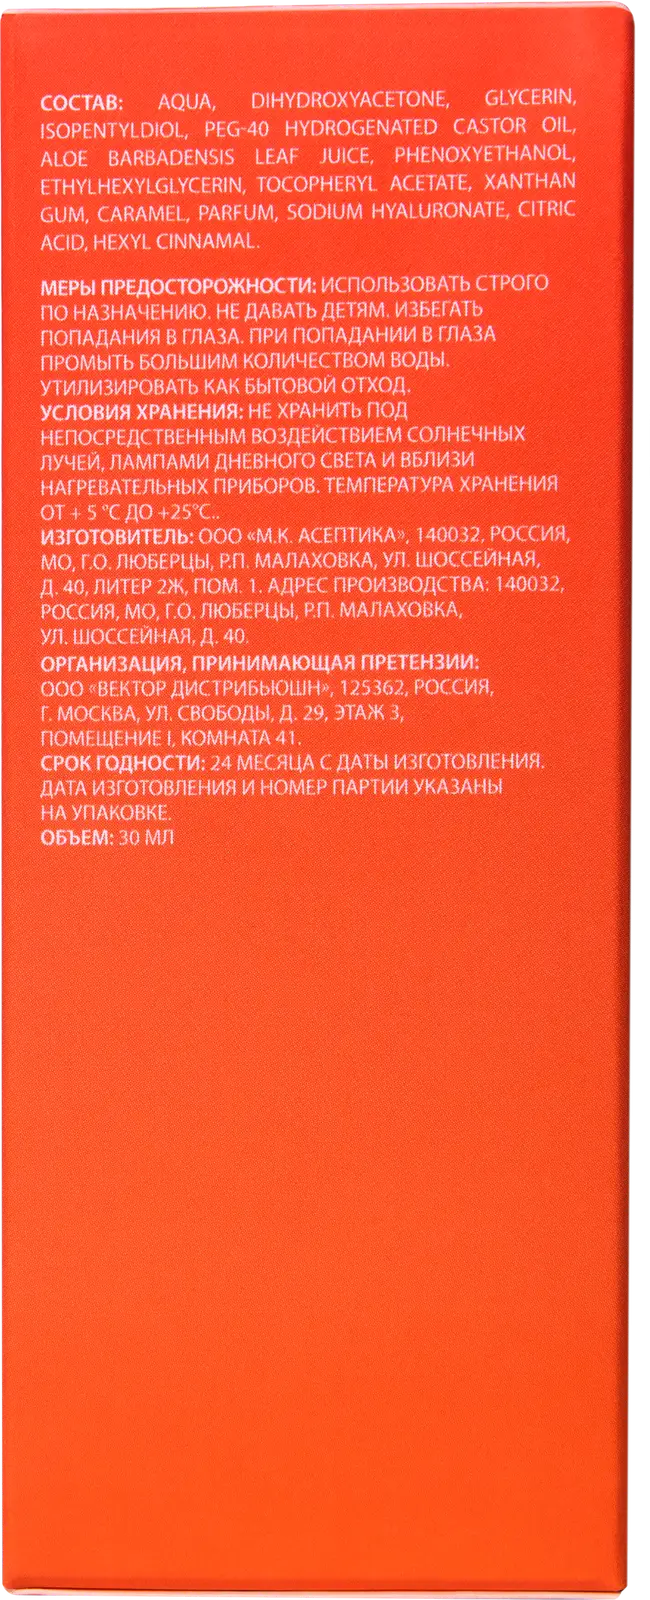 СОСТАВ: AQUA, DIHYDROXYACETONE, GLYCERIN,
ISOPENTYLDIOL, PEG-40 HYDROGENATED CASTOR OIL,
ALOE BARBADENSIS LEAF JUICE, PHENOXYETHANOL,
ETHYLHEXYLGLYCERIN, TOCOPHERYL ACETATE, XANTHAN
GUM, CARAMEL, PARFUM, SODIUM HYALURONATE, CITRIC
ACID, HEXYL CINNAMAL.
МЕРЫ ПРЕДОСТОРОЖНОСТИ: ИСПОЛЬЗОВАТЬ СТРОГО
ПО НАЗНАЧЕНИЮ. НЕ ДАВАТЬ ДЕТЯМ. ИЗБЕГАТЬ
ПОПАДАНИЯ В ГЛАЗА. ПРИ ПОПАДАНИИ В ГЛАЗА
ПРОМЫТЬ БОЛЬШИМ КОЛИЧЕСТВОМ ВОДЫ.
УТИЛИЗИРОВАТЬ КАК БЫТОВОЙ ОТХОД.
УСЛОВИЯ ХРАНЕНИЯ: НЕ ХРАНИТЬ ПОД
НЕПОСРЕДСТВЕННЫМ ВОЗДЕЙСТВИЕМ СОЛНЕЧНЫХ
ЛУЧЕЙ, ЛАМПАМИ ДНЕВНОГО СВЕТА И ВБЛИЗИ
НАГРЕВАТЕЛЬНЫХ ПРИБОРОВ. ТЕМПЕРАТУРА ХРАНЕНИЯ
ОТ + 5 °С ДО +25°С..
ИЗГОТОВИТЕЛЬ: ООО «М.К. АСЕПТИКА», 140032, РОССИЯ,
МО, Г.О. ЛЮБЕРЦЫ, Р.П. МАЛАХОВКА, УЛ. ШОССЕЙНАЯ,
Д. 40, ЛИТЕР 2Ж, ПОМ. 1. АДРЕС ПРОИЗВОДСТВА: 140032,
РОССИЯ, МО, Г.О. ЛЮБЕРЦЫ, Р.П. МАЛАХОВКА,
УЛ. ШОССЕЙНАЯ, Д. 40.
ОРГАНИЗАЦИЯ, ПРИНИМАЮЩАЯ ПРЕТЕНЗИИ:
ООО «ВЕКТОР ДИСТРИБЬЮШН», 125362, РОССИЯ,
Г. МОСКВА, УЛ. СВОБОДЫ, Д. 29, ЭТАЖ 3,
ПОМЕЩЕНИЕ I, КОМНАТА 41.
СРОК ГОДНОСТИ: 24 МЕСЯЦА С ДАТЫ ИЗГОТОВЛЕНИЯ.
ДАТА ИЗГОТОВЛЕНИЯ И НОМЕР ПАРТИИ УКАЗАНЫ
НА УПАКОВКЕ.
ОБЪЕМ: 30 МЛ